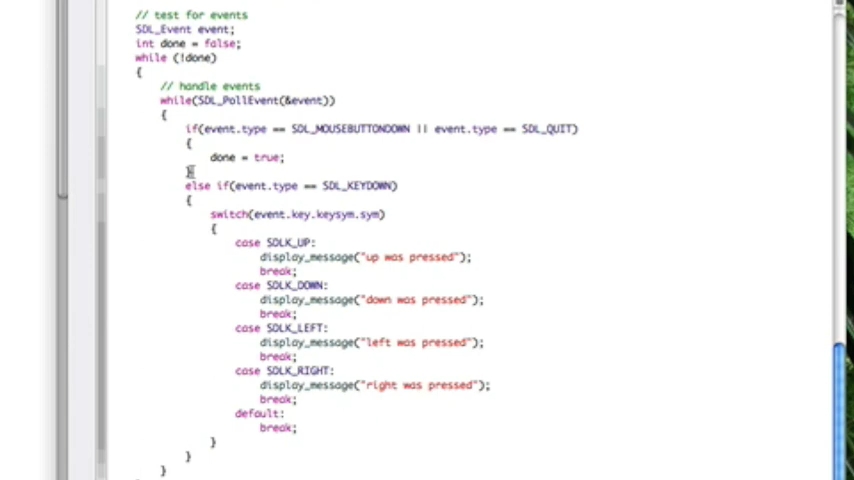 // test for events
SDL_Event event;
int done = false;
while (!done)
{
// handle events
while(SDL_PollEvent(&event))
{
if(event.type == SDL_MOUSEBUTTONDOWN || event.type == SDL_QUIT)
{
done = true;
}
else if(event.type == SDL_KEYDOWN)
{
switch(event.key.keysym.sym)
{
case SDLK_UP:
display_message("up was pressed");
break;
case SDLK_DOWN:
display_message("down was pressed");
break;
case SDLK_LEFT:
display_message("left was pressed");
break;
case SDLK_RIGHT:
display_message("right was pressed");
break;
default:
break;
}
}
}